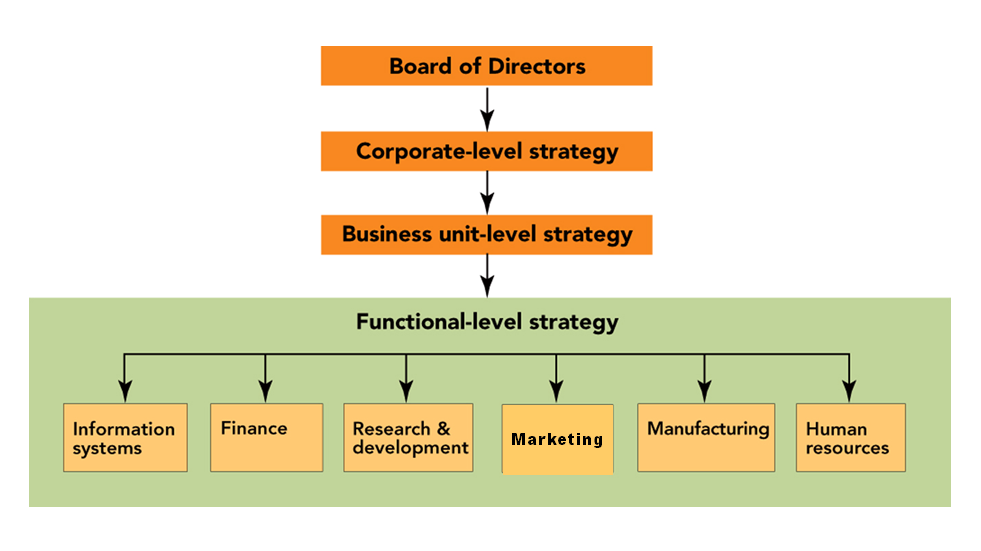 Board of Directors
Corporate-level strategy
Business unit-level strategy
Functional-level strategy
Information
systems
Finance
Research &
development
Marketing
Manufacturing
Human
resources